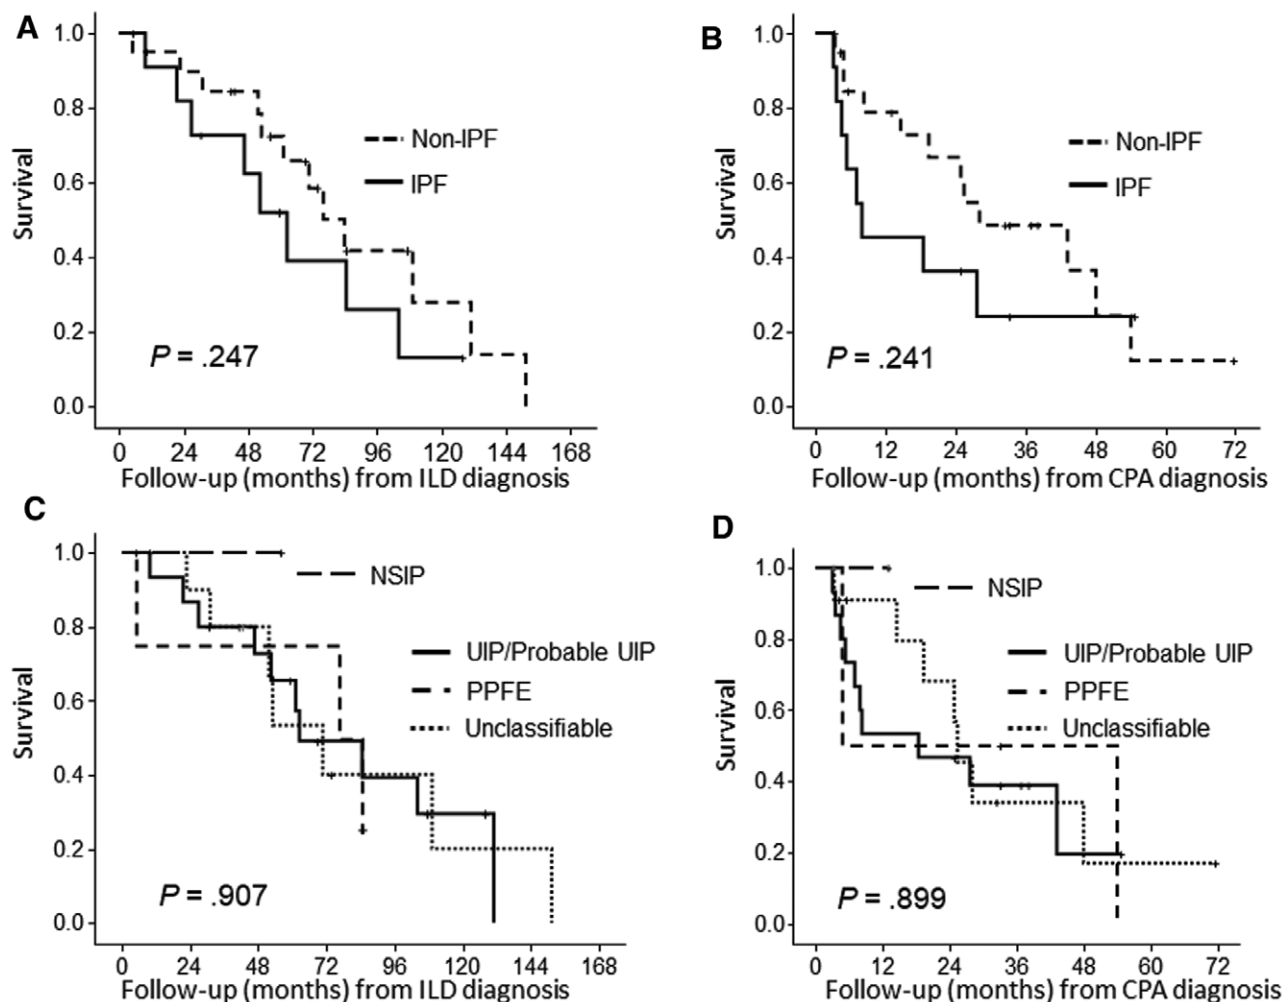 A
1.0
0.8
0.6
0.4
0.2
0.0
Survival
Non-IPF
IPF
P = .247
0 24 48 72 96 120 144 168
Follow-up (months) from ILD diagnosis
B
1.0
0.8
0.6
0.4
0.2
0.0
Survival
Non-IPF
IPF
P = .241
0 12 24 36 48 60 72
Follow-up (months) from CPA diagnosis
C
1.0
0.8
0.6
0.4
0.2
0.0
Survival
NSIP
UIP/Probable UIP
PPFE
Unclassifiable
P = .907
0 24 48 72 96 120 144 168
Follow-up (months) from ILD diagnosis
D
1.0
0.8
0.6
0.4
0.2
0.0
Survival
NSIP
UIP/Probable UIP
PPFE
Unclassifiable
P = .899
0 12 24 36 48 60 72
Follow-up (months) from CPA diagnosis